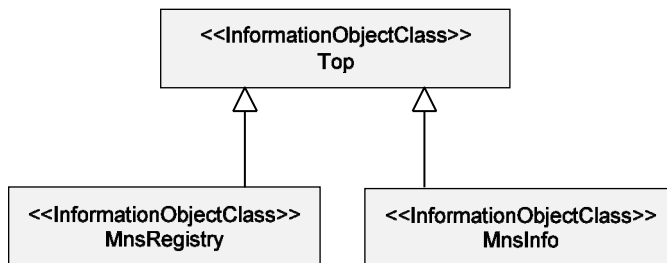 <<InformationObjectClass>>
Top
<<InformationObjectClass>>
MnsRegistry
<<InformationObjectClass>>
MnsInfo